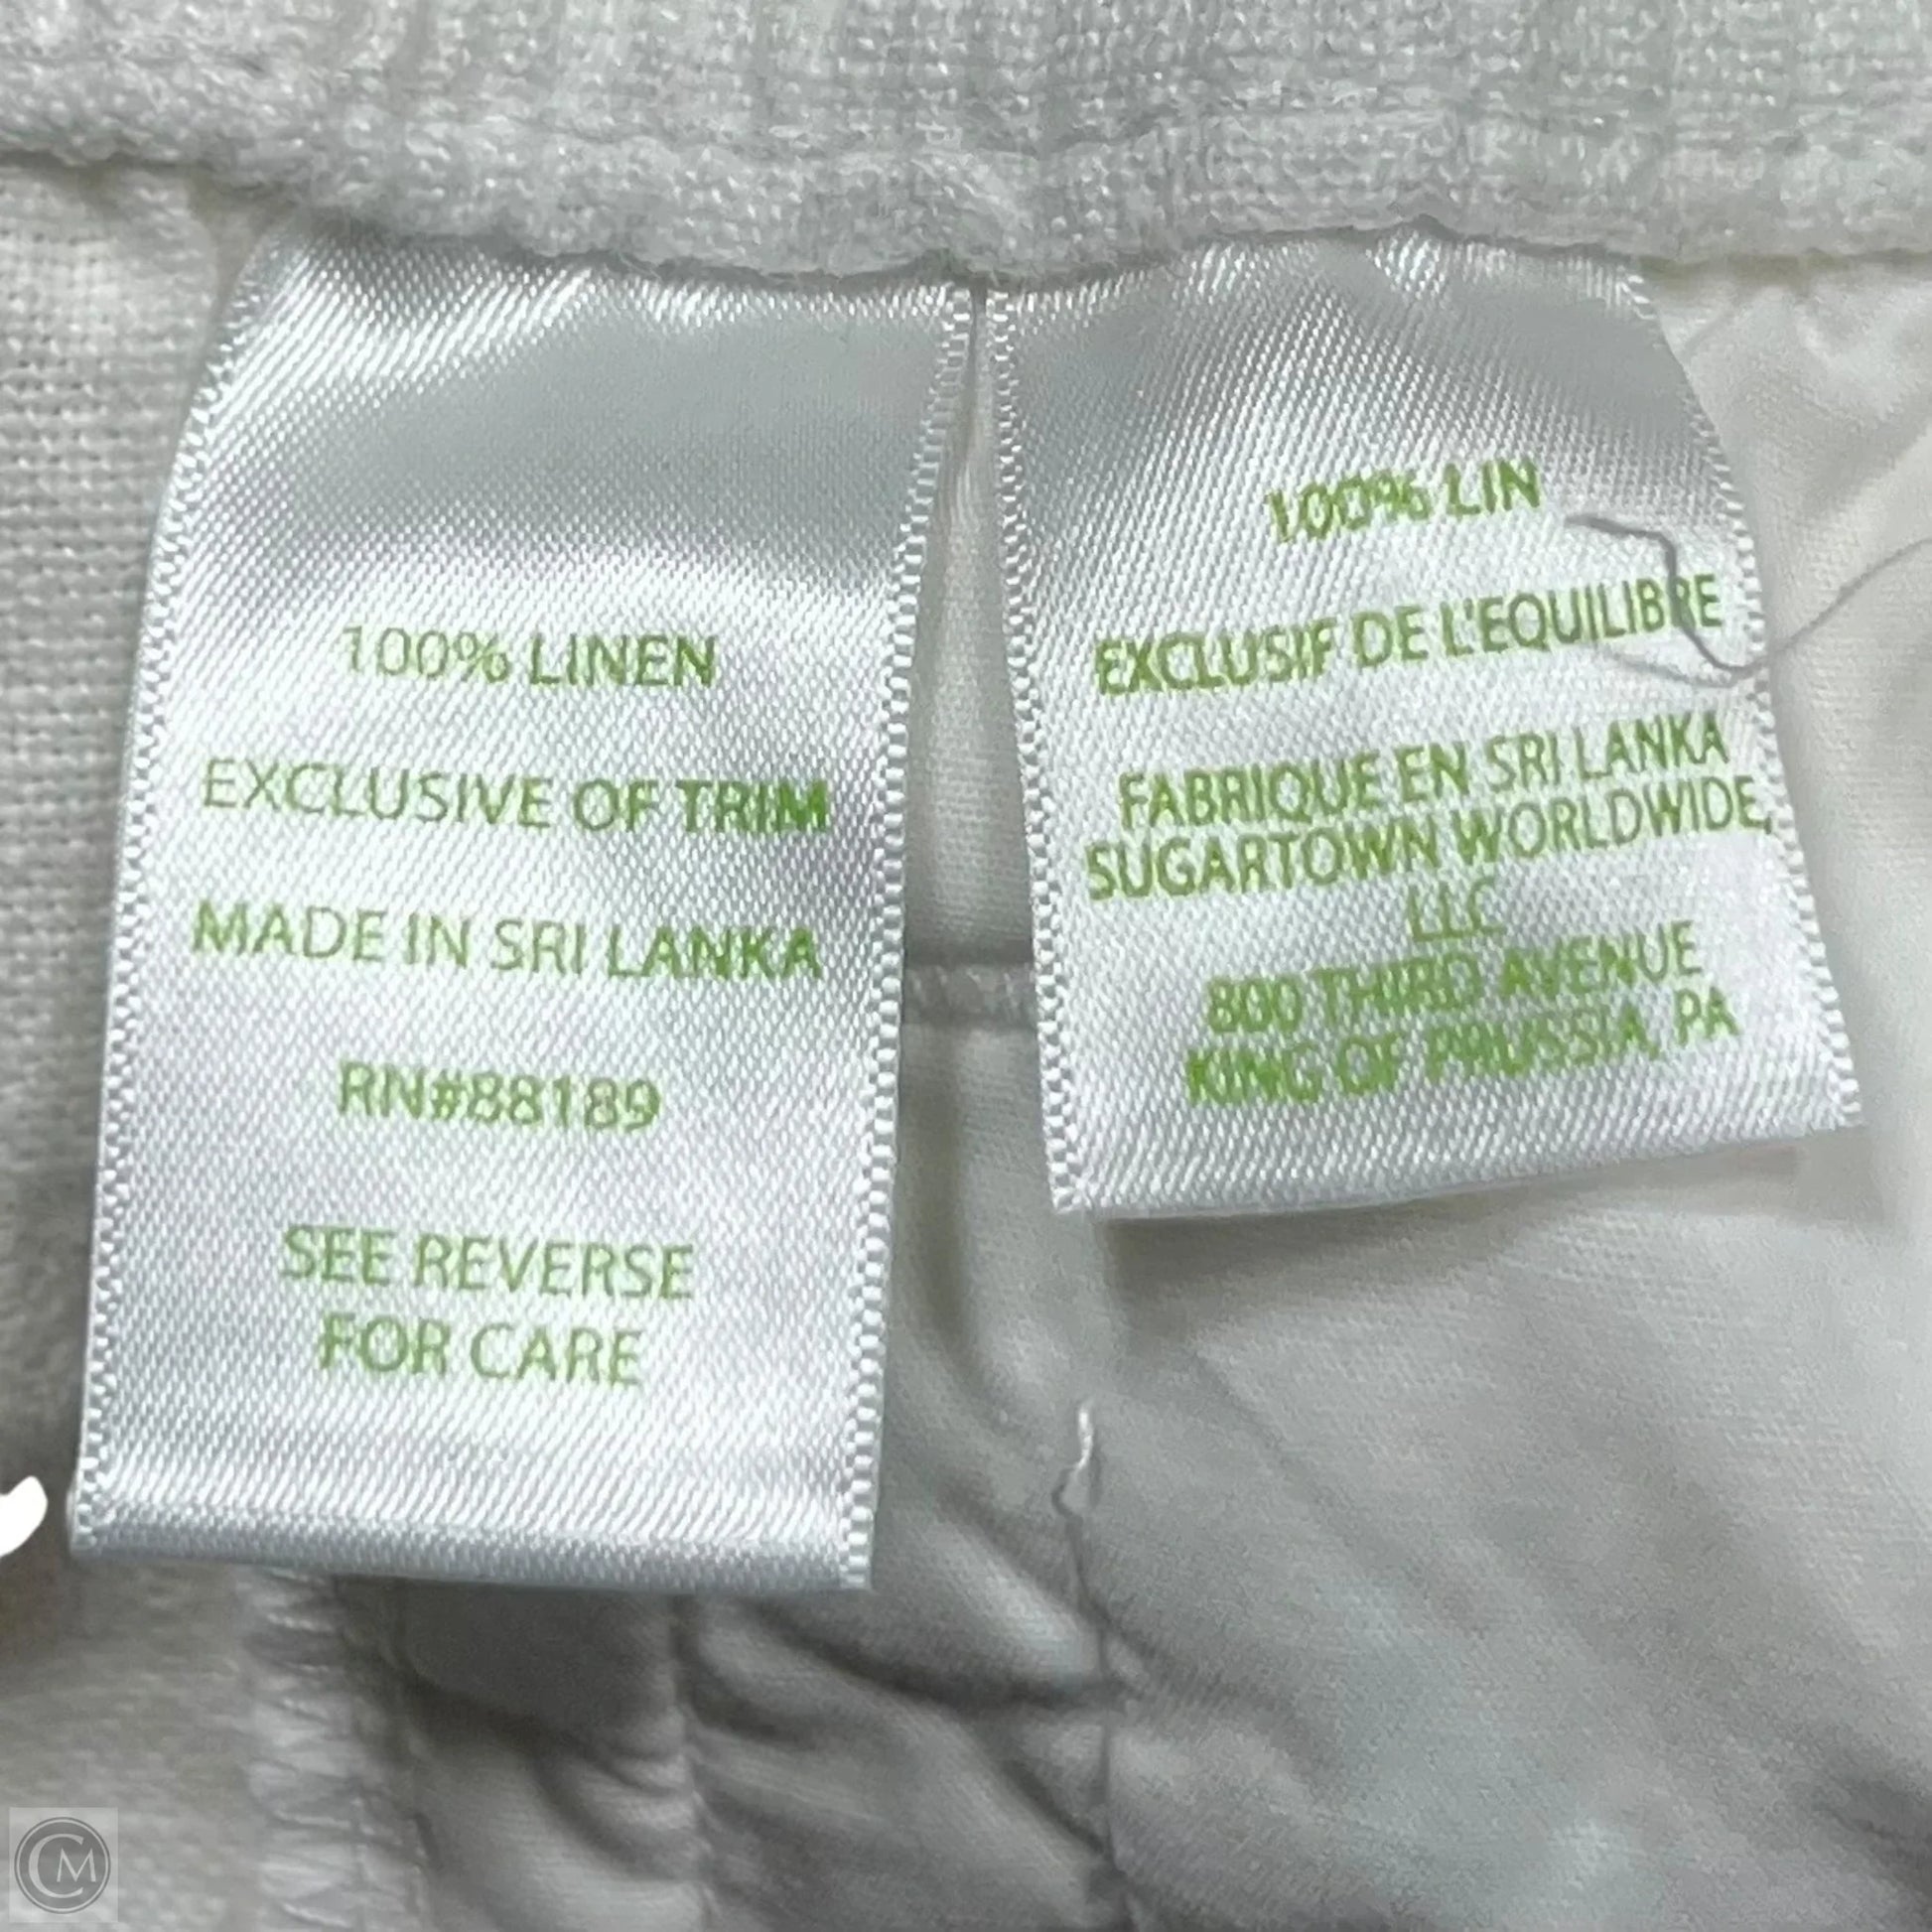 100% LINEN
EXCLUSIVE OF TRIM
MADE IN SRI LANKA
RN#88189
SEE REVERSE
FOR CARE
100% LIN
EXCLUSIF DE L'EQUILIBRE
FABRIQUE EN SRI LANKA
SUGARTOWN WORLDWIDE,
LLC
800 THIRD AVENUE
KING OF PRUSSIA, PA
CM